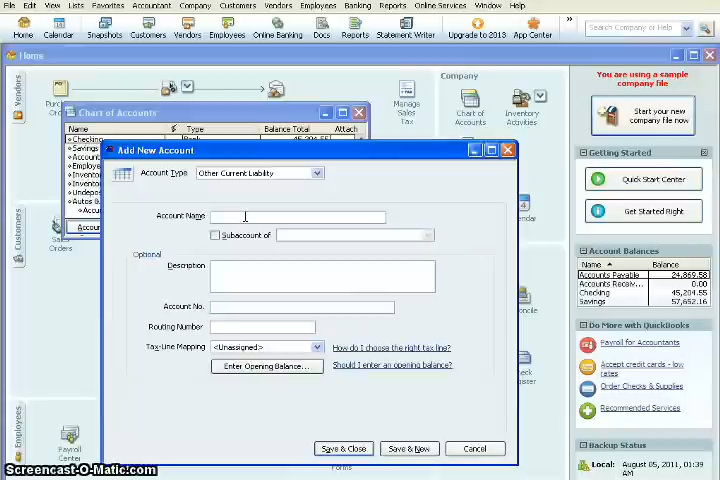 File Edit View Lists Favorites Accountant Company Customers Vendors Employees Banking Reports Online Services Window Help
Home Calendar Snapshots Customers Vendors Employees Online Banking Docs Reports Statement Writer Upgrade to 2013 App Center
Search Company or Help
Home
Vendors
Company
You are using a sample
company file
Chart of Accounts
Manage
Sales
Tax
Chart of
Accounts
Inventory
Activities
Start your new
company file now
Name Type Balance Total Attach
Checking
Savings
Add New Account
Account Type Other Current Liability
Getting Started
Quick Start Center
Get Started Right
Account Name
Subaccount of
Optional
Description
Customers
Sales
Orders
Account Balances
Name Balance
Accounts Payable 24,869.58
Accounts Receiv... 0.00
Checking 45,204.55
Savings 57,652.16
Account No.
Routing Number
Tax-Line Mapping <Unassigned> How do I choose the right tax line?
Enter Opening Balance... Should I enter an opening balance?
Do More with QuickBooks
Payroll for Accountants
Accept credit cards - low
rates
Order Checks & Supplies
Recommended Services
Employees
Payroll
Center
Save & Close Save & New Cancel
Forms
Backup Status
Local: August 05, 2011, 01:39
AM
Screencast-O-Matic.com